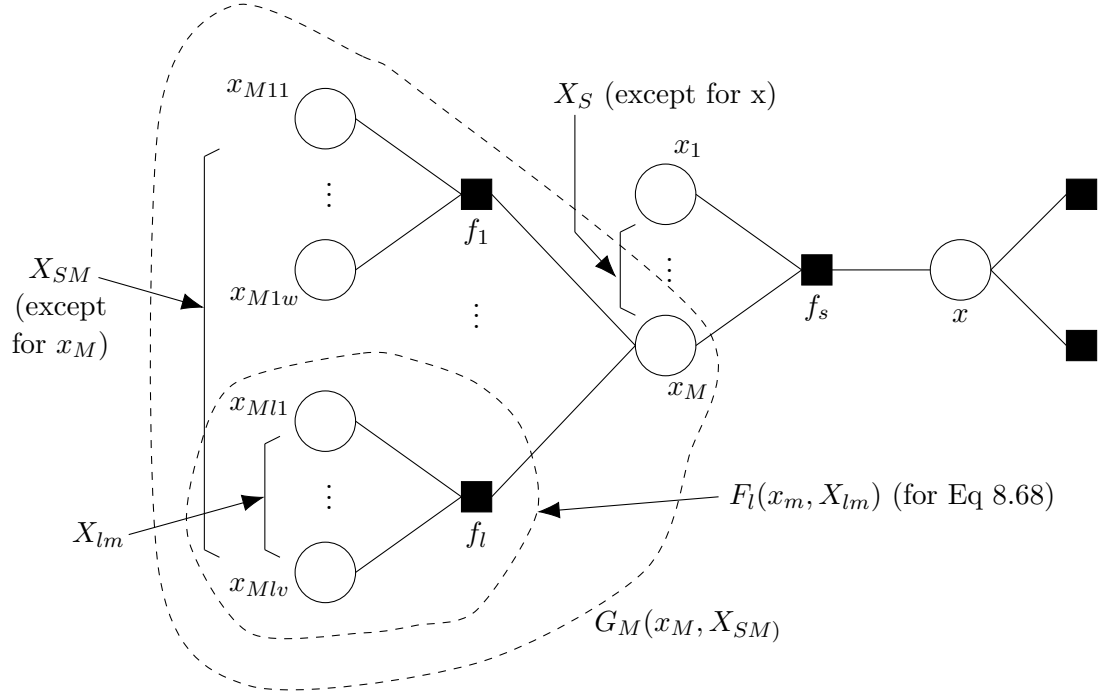 x_{M11}
X_S (except for x)
x_1
⋮
f_1
X_{SM}
(except
for x_M)
x_{M1w}
⋮
⋮
f_s
x
x_M
x_{Ml1}
⋮
F_l(x_m, X_{lm}) (for Eq 8.68)
X_{lm}
f_l
x_{Mlv}
G_M(x_M, X_{SM})